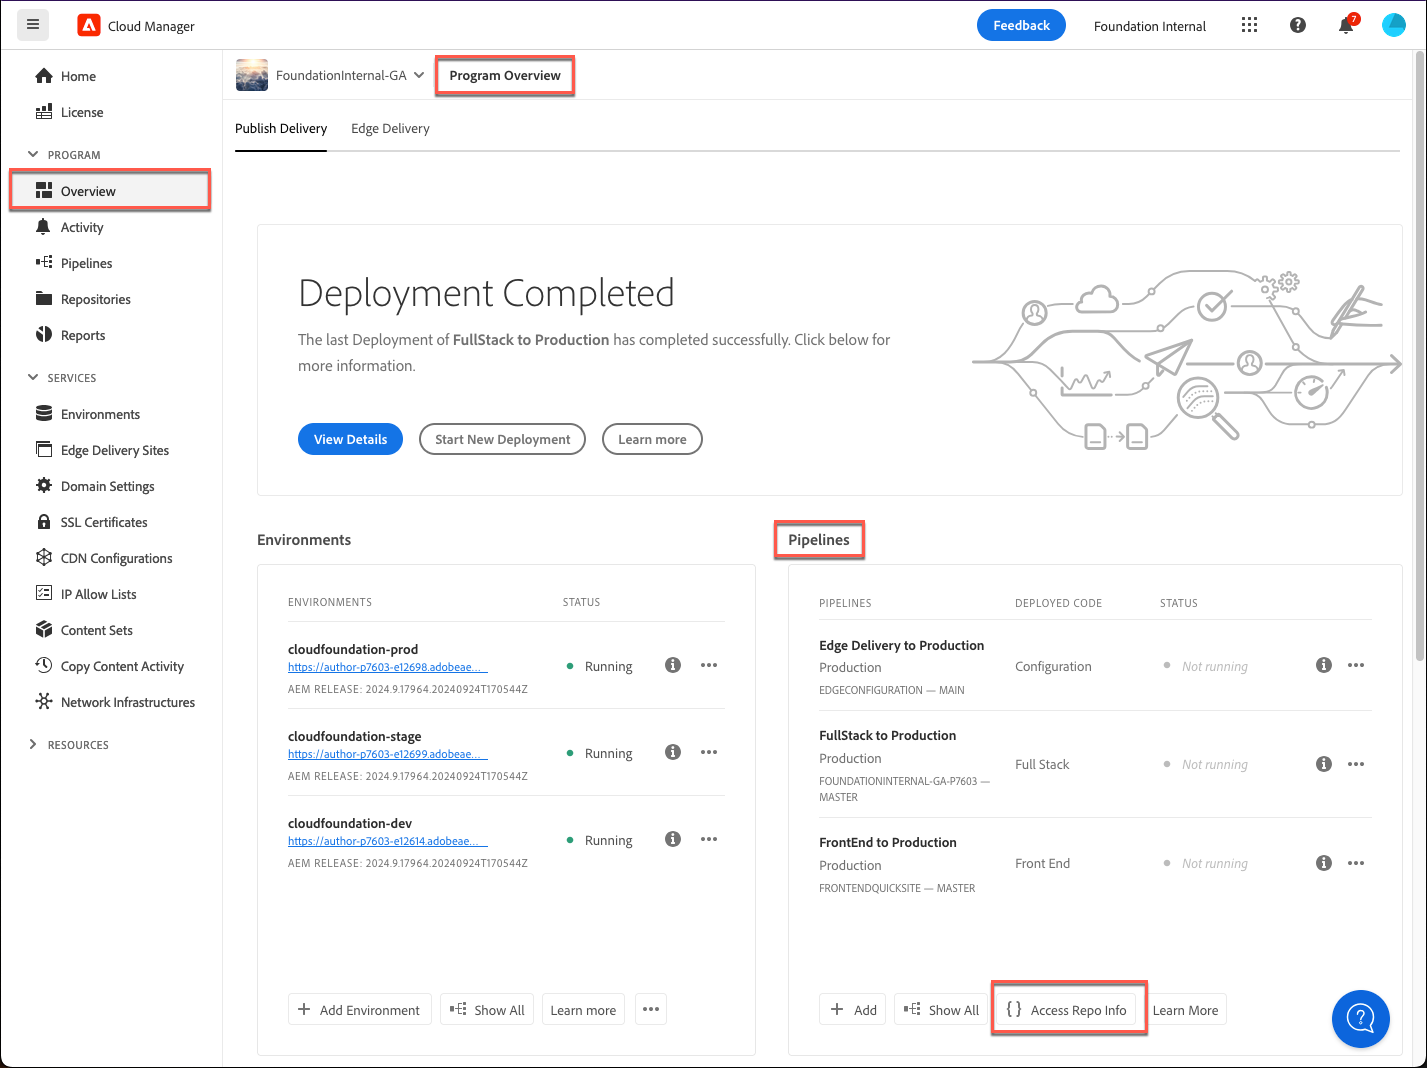 Cloud Manager
Feedback
Foundation Internal
7
Home
License
PROGRAM
Overview
Activity
Pipelines
Repositories
Reports
SERVICES
Environments
Edge Delivery Sites
Domain Settings
SSL Certificates
CDN Configurations
IP Allow Lists
Content Sets
Copy Content Activity
Network Infrastructures
RESOURCES
FoundationInternal-GA
Program Overview
Publish Delivery
Edge Delivery
Deployment Completed
The last Deployment of FullStack to Production has completed successfully. Click below for
more information.
View Details
Start New Deployment
Learn more
Environments
ENVIRONMENTS
STATUS
cloudfoundation-prod
https://author-p7603-e12698.adobeae...
AEM RELEASE: 2024.9.17964.20240924T170544Z
Running
cloudfoundation-stage
https://author-p7603-e12699.adobeae...
AEM RELEASE: 2024.9.17964.20240924T170544Z
Running
cloudfoundation-dev
https://author-p7603-e12614.adobeae...
AEM RELEASE: 2024.9.17964.20240924T170544Z
Running
Add Environment
Show All
Learn more
Pipelines
PIPELINES
DEPLOYED CODE
STATUS
Edge Delivery to Production
Production
EDGECONFIGURATION — MAIN
Configuration
Not running
FullStack to Production
Production
FOUNDATIONINTERNAL-GA-P7603 —
MASTER
Full Stack
Not running
FrontEnd to Production
Production
FRONTENDQUICKSITE — MASTER
Front End
Not running
Add
Show All
{ } Access Repo Info
Learn More